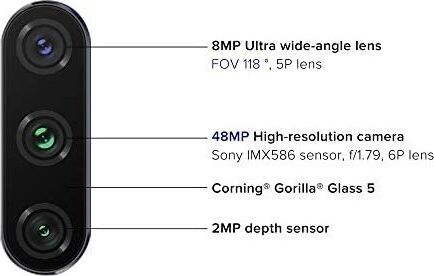 8MP Ultra wide-angle lens
FOV 118 °, 5P lens
48MP High-resolution camera
Sony IMX586 sensor, f/1.79, 6P lens
Corning® Gorilla® Glass 5
2MP depth sensor